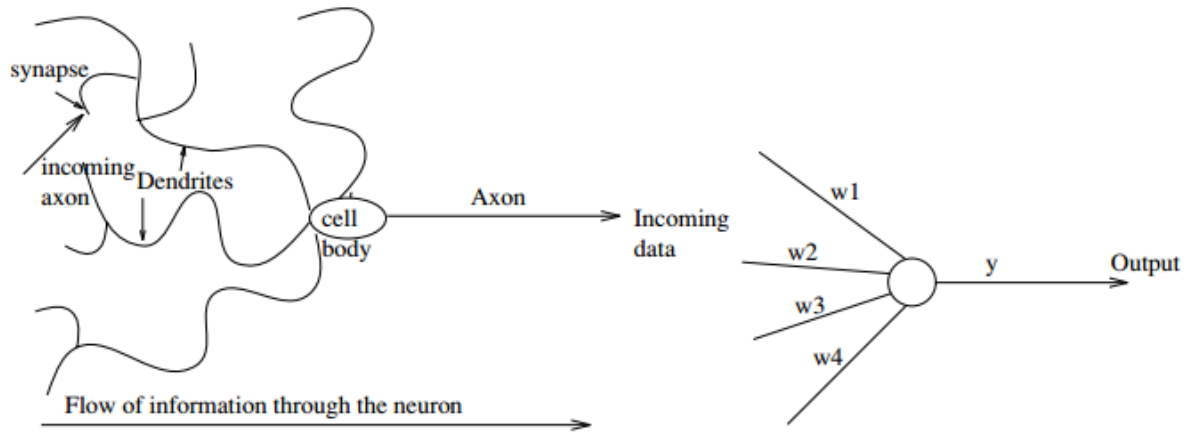 synapse
incoming
axon
Dendrites
cell
body
Axon
Incoming
data
w1
w2
w3
w4
y
Output
Flow of information through the neuron